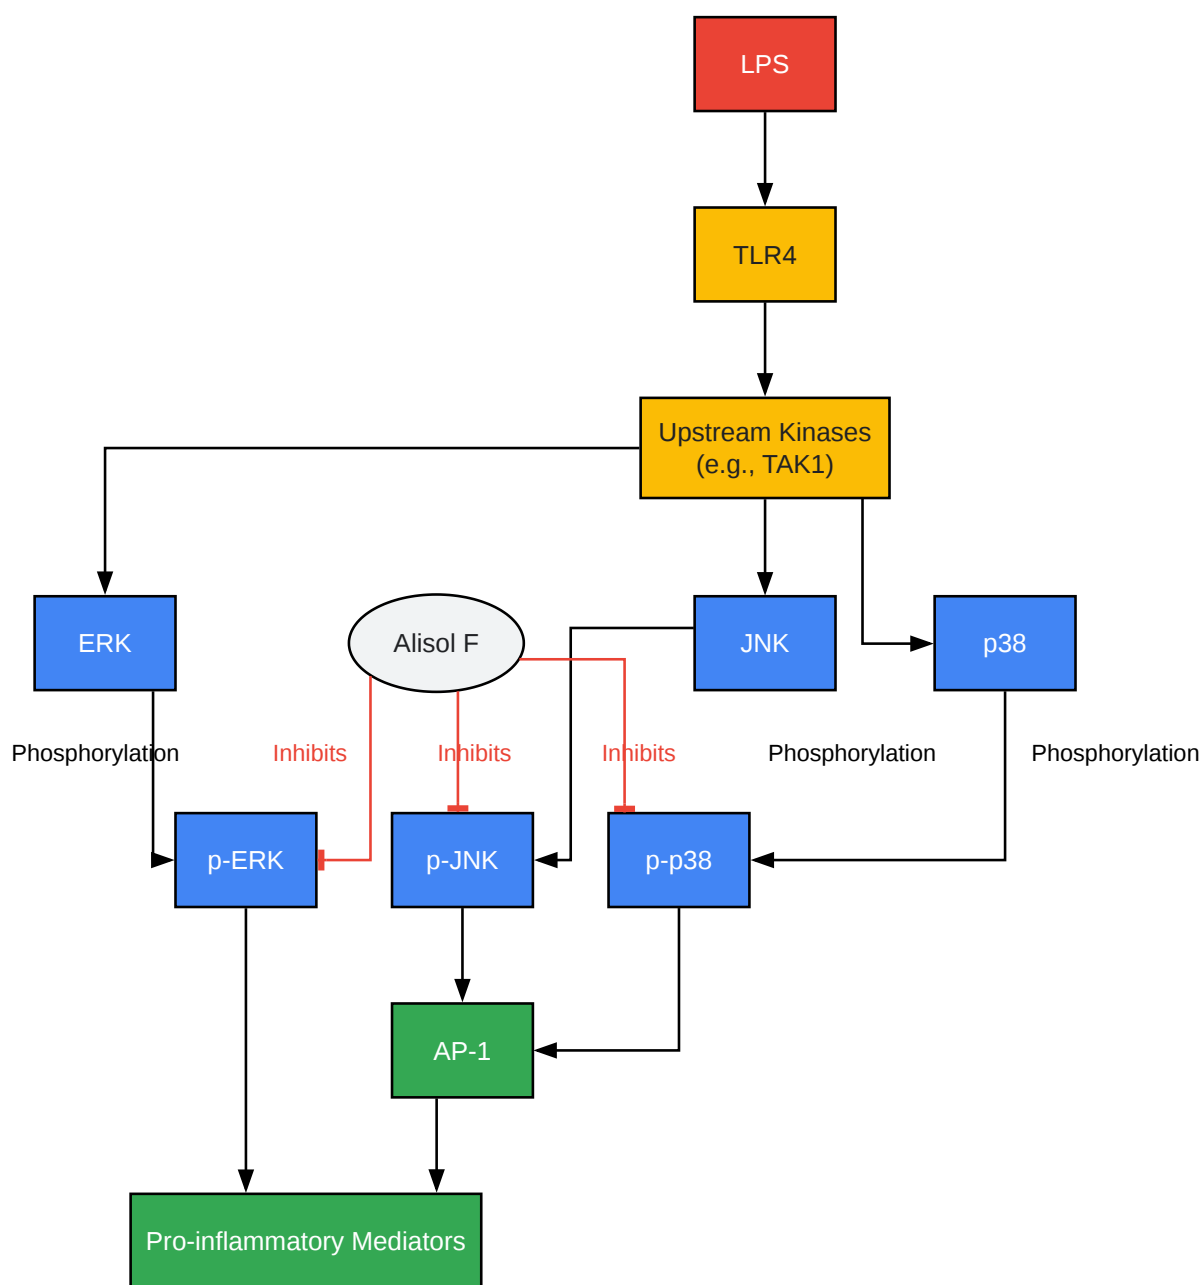 LPS
TLR4
Upstream Kinases
(e.g., TAK1)
ERK
Alisol F
JNK
p38
Phosphorylation
Inhibits
Inhibits
Inhibits
Phosphorylation
Phosphorylation
p-ERK
p-JNK
p-p38
AP-1
Pro-inflammatory Mediators